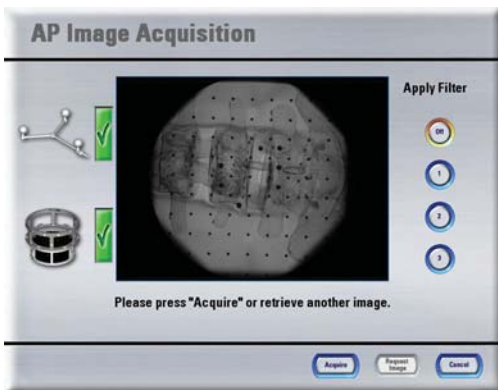 AP Image Acquisition
Apply Filter
Off
1
2
3
Please press "Acquire" or retrieve another image.
Acquire
Request
Image
Cancel